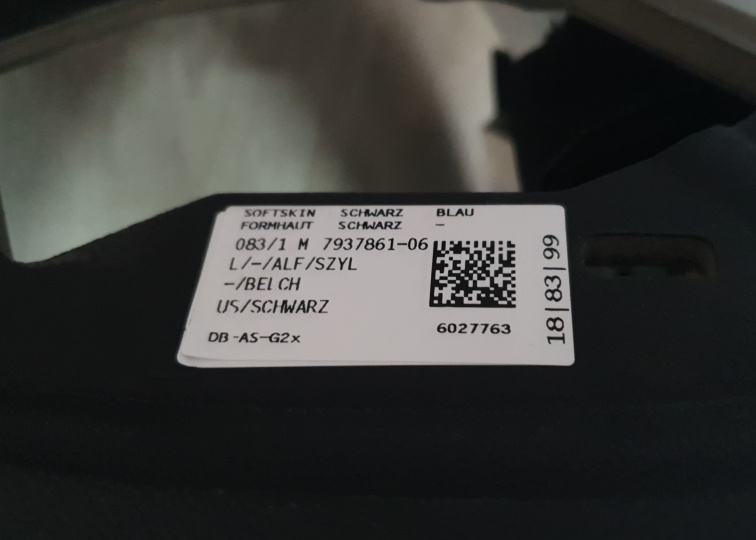 SOFTSKIN SCHWARZ BLAU
FORMHAUT SCHWARZ -
083/1 M 7937861-06
L/-/ALF/SZYL
-/BELCH
US/SCHWARZ
DB-AS-G2x
6027763
18|83|99